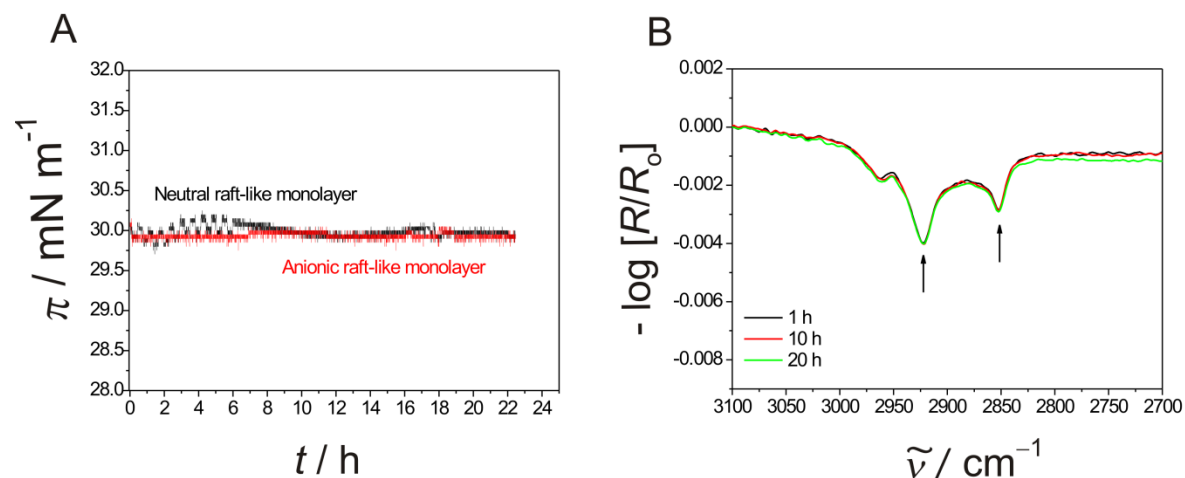 A
π / mN m⁻¹
32.0
31.5
31.0
30.5
30.0
29.5
29.0
28.5
28.0
Neutral raft-like monolayer
Anionic raft-like monolayer
0 2 4 6 8 10 12 14 16 18 20 22 24
t / h
B
- log [R/Rₒ]
0.002
0.000
-0.002
-0.004
-0.006
-0.008
1 h
10 h
20 h
3100 3050 3000 2950 2900 2850 2800 2750 2700
ṽ / cm⁻¹